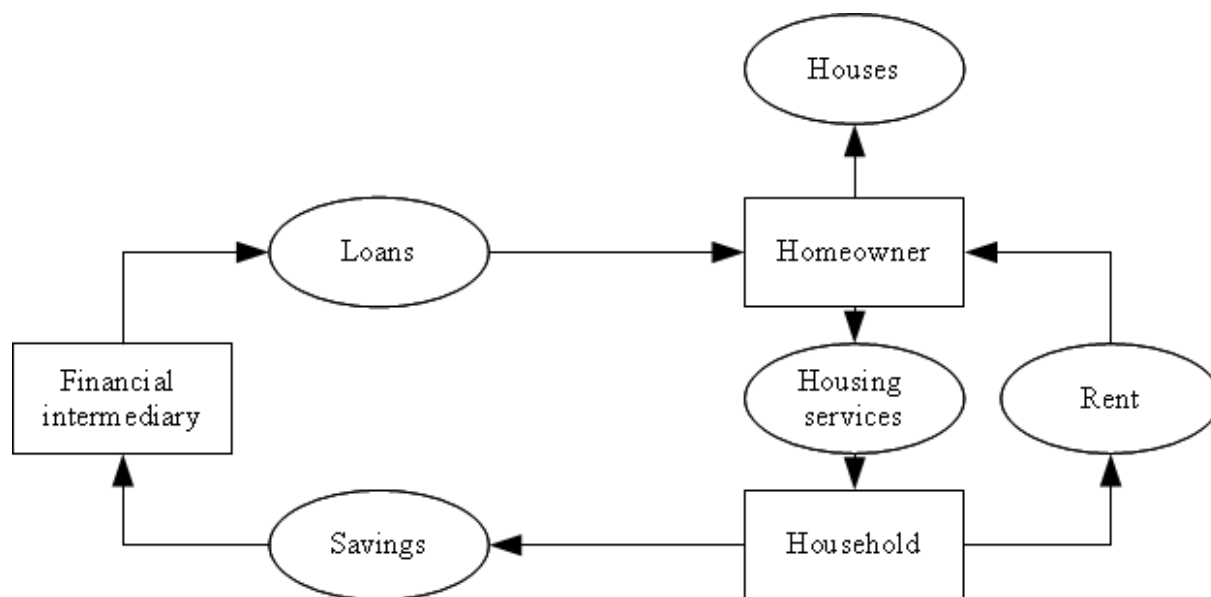 Houses
Loans
Homeowner
Financial
intermediary
Housing
services
Rent
Savings
Household